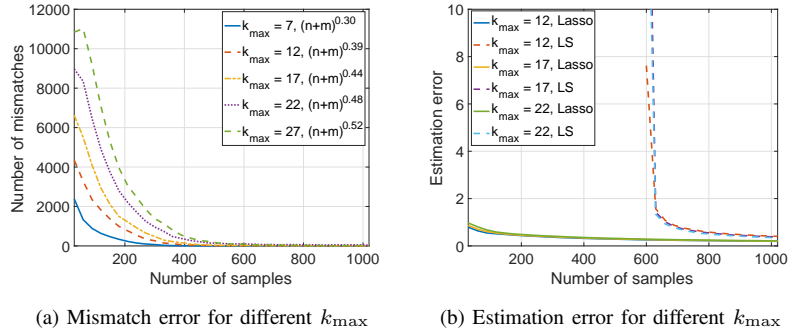 12000
10000
8000
6000
4000
2000
0
Number of mismatches
k_max = 7, (n+m)^0.30
k_max = 12, (n+m)^0.39
k_max = 17, (n+m)^0.44
k_max = 22, (n+m)^0.48
k_max = 27, (n+m)^0.52
200 400 600 800 1000
Number of samples
(a) Mismatch error for different k_max
10
8
6
4
2
0
Estimation error
k_max = 12, Lasso
k_max = 12, LS
k_max = 17, Lasso
k_max = 17, LS
k_max = 22, Lasso
k_max = 22, LS
200 400 600 800 1000
Number of samples
(b) Estimation error for different k_max